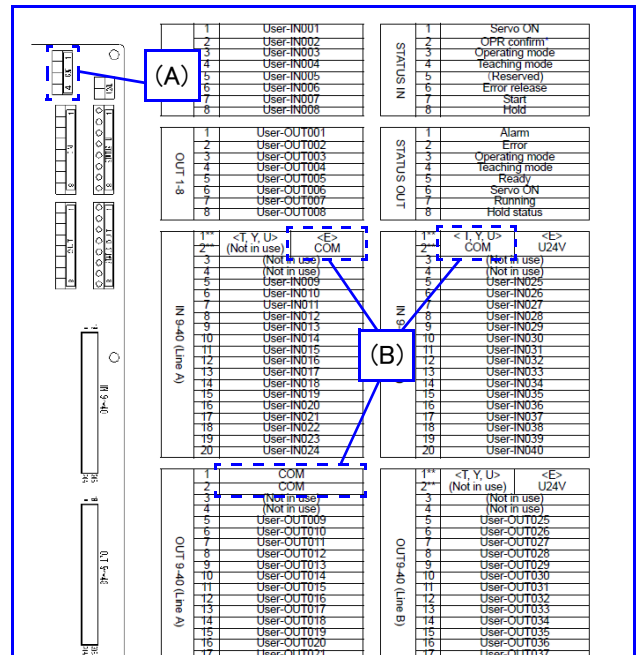 1 User-IN001
2 User-IN002
3 User-IN003
4 User-IN004
5 User-IN005
6 User-IN006
7 User-IN007
8 User-IN008
STATUS IN
1 Servo ON
2 OPR confirm*
3 Operating mode
4 Teaching mode
5 (Reserved)
6 Error release
7 Start
8 Hold
(A)
OUT 1-8
1 User-OUT001
2 User-OUT002
3 User-OUT003
4 User-OUT004
5 User-OUT005
6 User-OUT006
7 User-OUT007
8 User-OUT008
STATUS OUT
1 Alarm
2 Error
3 Operating mode
4 Teaching mode
5 Ready
6 Servo ON
7 Running
8 Hold status
IN 9-40 (Line A)
1** <T, Y, U> <E>
2** (Not in use) COM
3 (Not in use)
4 (Not in use)
5 User-IN009
6 User-IN010
7 User-IN011
8 User-IN012
9 User-IN013
10 User-IN014
11 User-IN015
12 User-IN016
13 User-IN017
14 User-IN018
15 User-IN019
16 User-IN020
17 User-IN021
18 User-IN022
19 User-IN023
20 User-IN024
IN 9
1** < T, Y, U> <E>
2** COM U24V
3 (Not in use)
4 (Not in use)
5 User-IN025
6 User-IN026
7 User-IN027
8 User-IN028
9 User-IN029
10 User-IN030
11 User-IN031
12 User-IN032
13 User-IN033
14 User-IN034
15 User-IN035
16 User-IN036
17 User-IN037
18 User-IN038
19 User-IN039
20 User-IN040
(B)
OUT 9-40 (Line A)
1 COM
2 COM
3 (Not in use)
4 (Not in use)
5 User-OUT009
6 User-OUT010
7 User-OUT011
8 User-OUT012
9 User-OUT013
10 User-OUT014
11 User-OUT015
12 User-OUT016
13 User-OUT017
14 User-OUT018
15 User-OUT019
16 User-OUT020
17 User-OUT021
OUT9-40 (Line B)
1** <T, Y, U> <E>
2** (Not in use) U24V
3 (Not in use)
4 (Not in use)
5 User-OUT025
6 User-OUT026
7 User-OUT027
8 User-OUT028
9 User-OUT029
10 User-OUT030
11 User-OUT031
12 User-OUT032
13 User-OUT033
14 User-OUT034
15 User-OUT035
16 User-OUT036
17 User-OUT037
IN 9~40
OUT 9~40